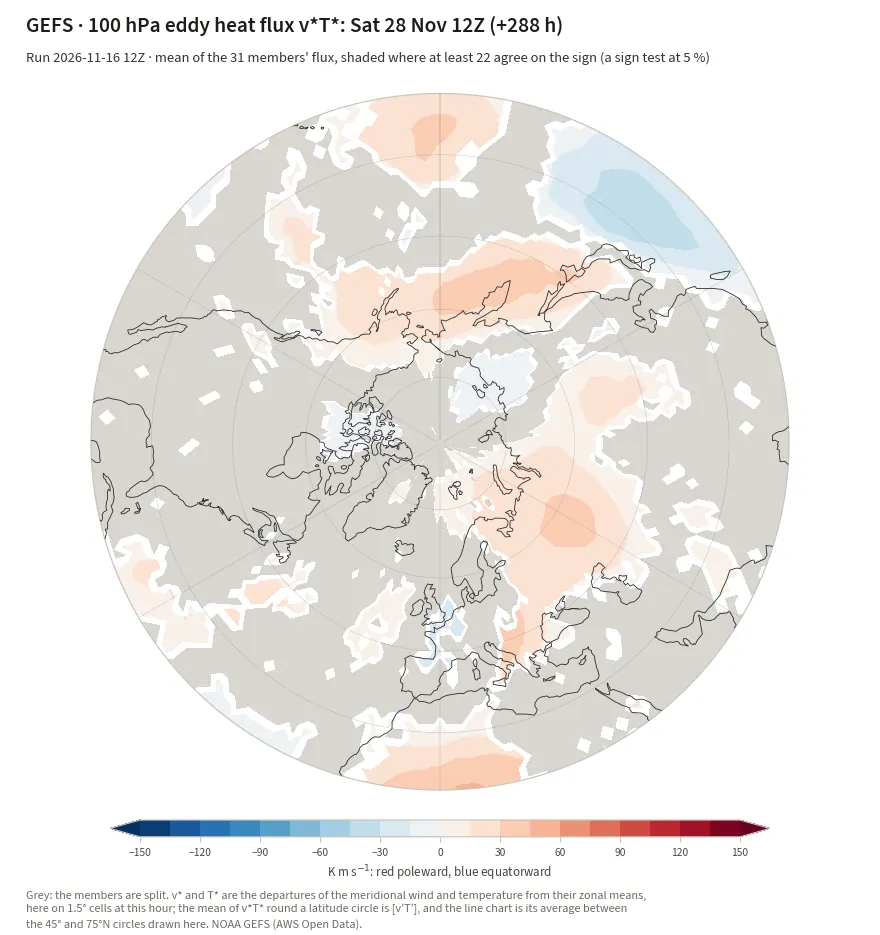 GEFS · 100 hPa eddy heat flux v*T*: Sat 28 Nov 12Z (+288 h)
Run 2026-11-16 12Z · mean of the 31 members' flux, shaded where at least 22 agree on the sign (a sign test at 5 %)
−150 −120 −90 −60 −30 0 30 60 90 120 150
K m s⁻¹: red poleward, blue equatorward
Grey: the members are split. v* and T* are the departures of the meridional wind and temperature from their zonal means,
here on 1.5° cells at this hour; the mean of v*T* round a latitude circle is [v'T'], and the line chart is its average between
the 45° and 75°N circles drawn here. NOAA GEFS (AWS Open Data).